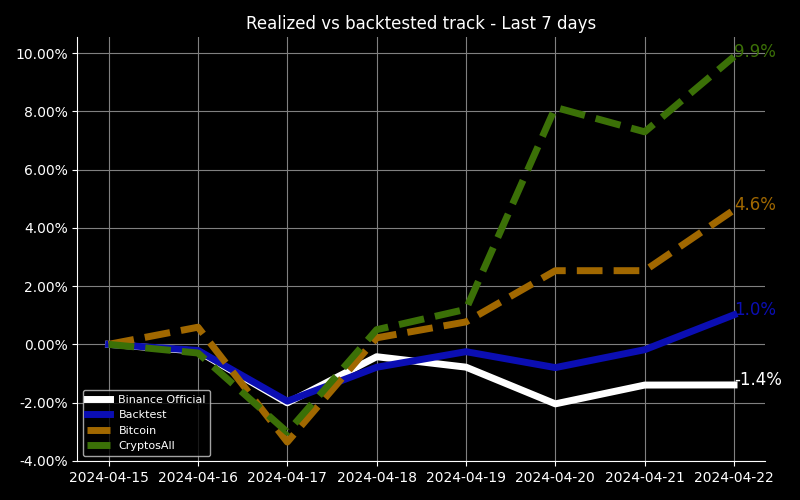 Realized vs backtested track - Last 7 days
10.00%
8.00%
6.00%
4.00%
2.00%
0.00%
-2.00%
-4.00%
9.9%
4.6%
1.0%
-1.4%
Binance Official
Backtest
Bitcoin
CryptosAll
2024-04-15 2024-04-16 2024-04-17 2024-04-18 2024-04-19 2024-04-20 2024-04-21 2024-04-22